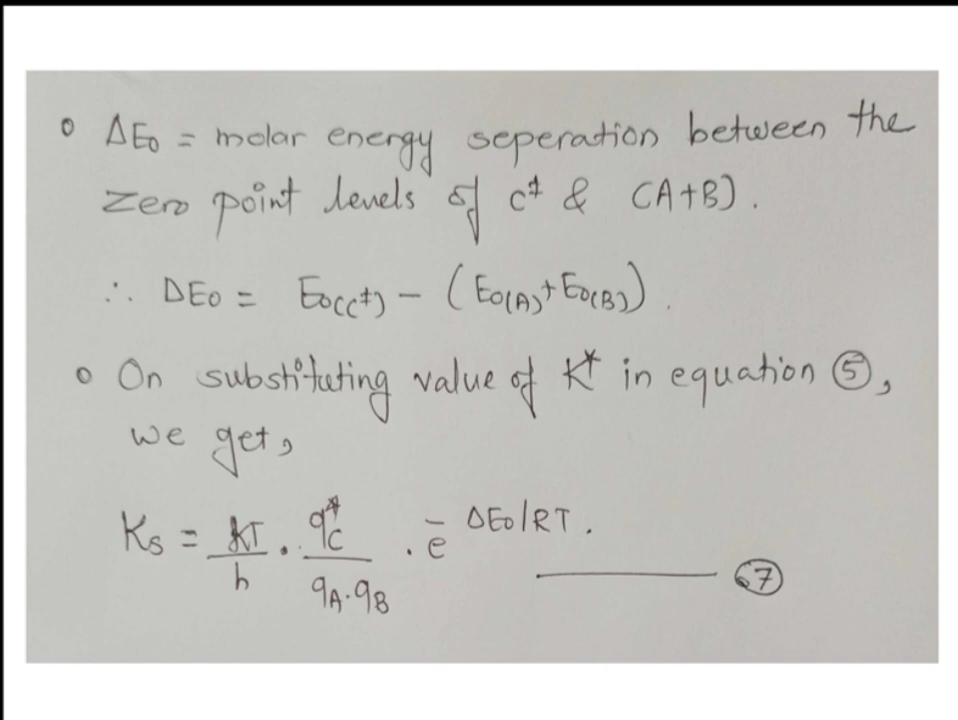 ° ΔE₀ = molar energy seperation between the
zero point levels of C‡ & (A+B).
∴ ΔE₀ = E₀(C‡) − (E₀(A) + E₀(B)).
° On substituting value of K‡ in equation ⑤,
we get,
Ks = kT/h . q‡c/qA·qB . e⁻ ΔE₀/RT. ——— ⑦